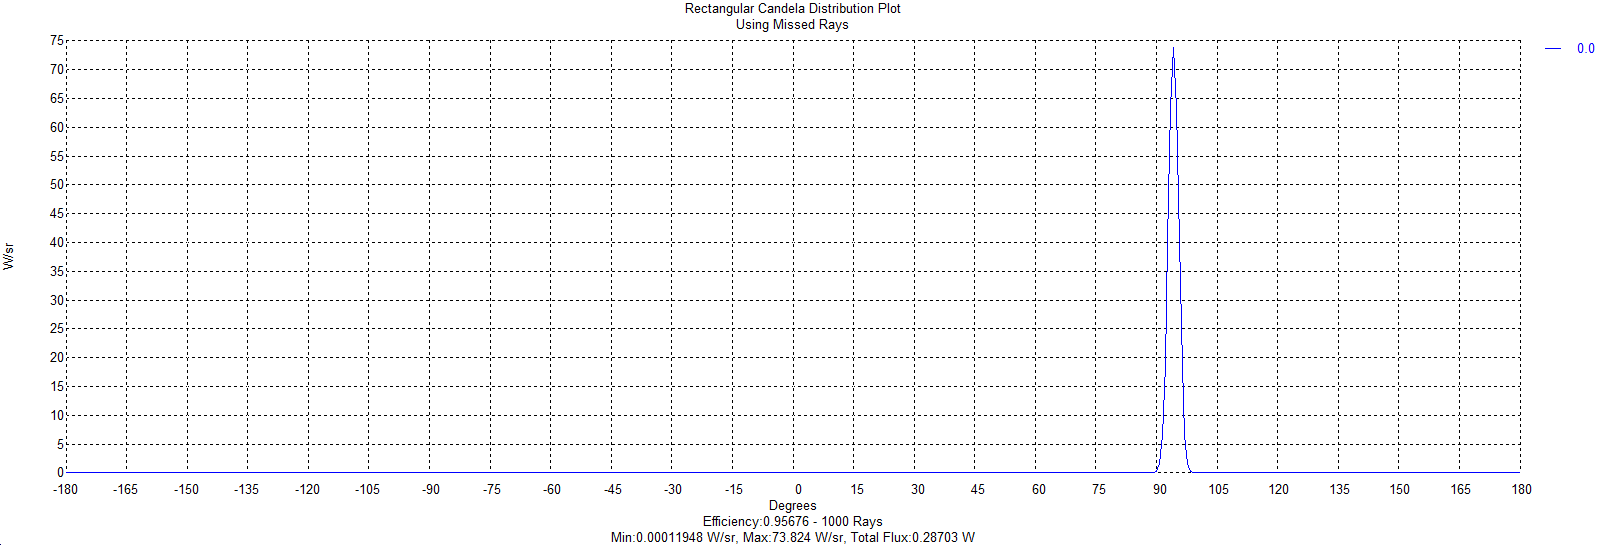 Rectangular Candela Distribution Plot
Using Missed Rays
0.0
75
70
65
60
55
50
45
40
35
30
25
20
15
10
5
0
W/sr
-180 -165 -150 -135 -120 -105 -90 -75 -60 -45 -30 -15 0 15 30 45 60 75 90 105 120 135 150 165 180
Degrees
Efficiency:0.95676 - 1000 Rays
Min:0.00011948 W/sr, Max:73.824 W/sr, Total Flux:0.28703 W